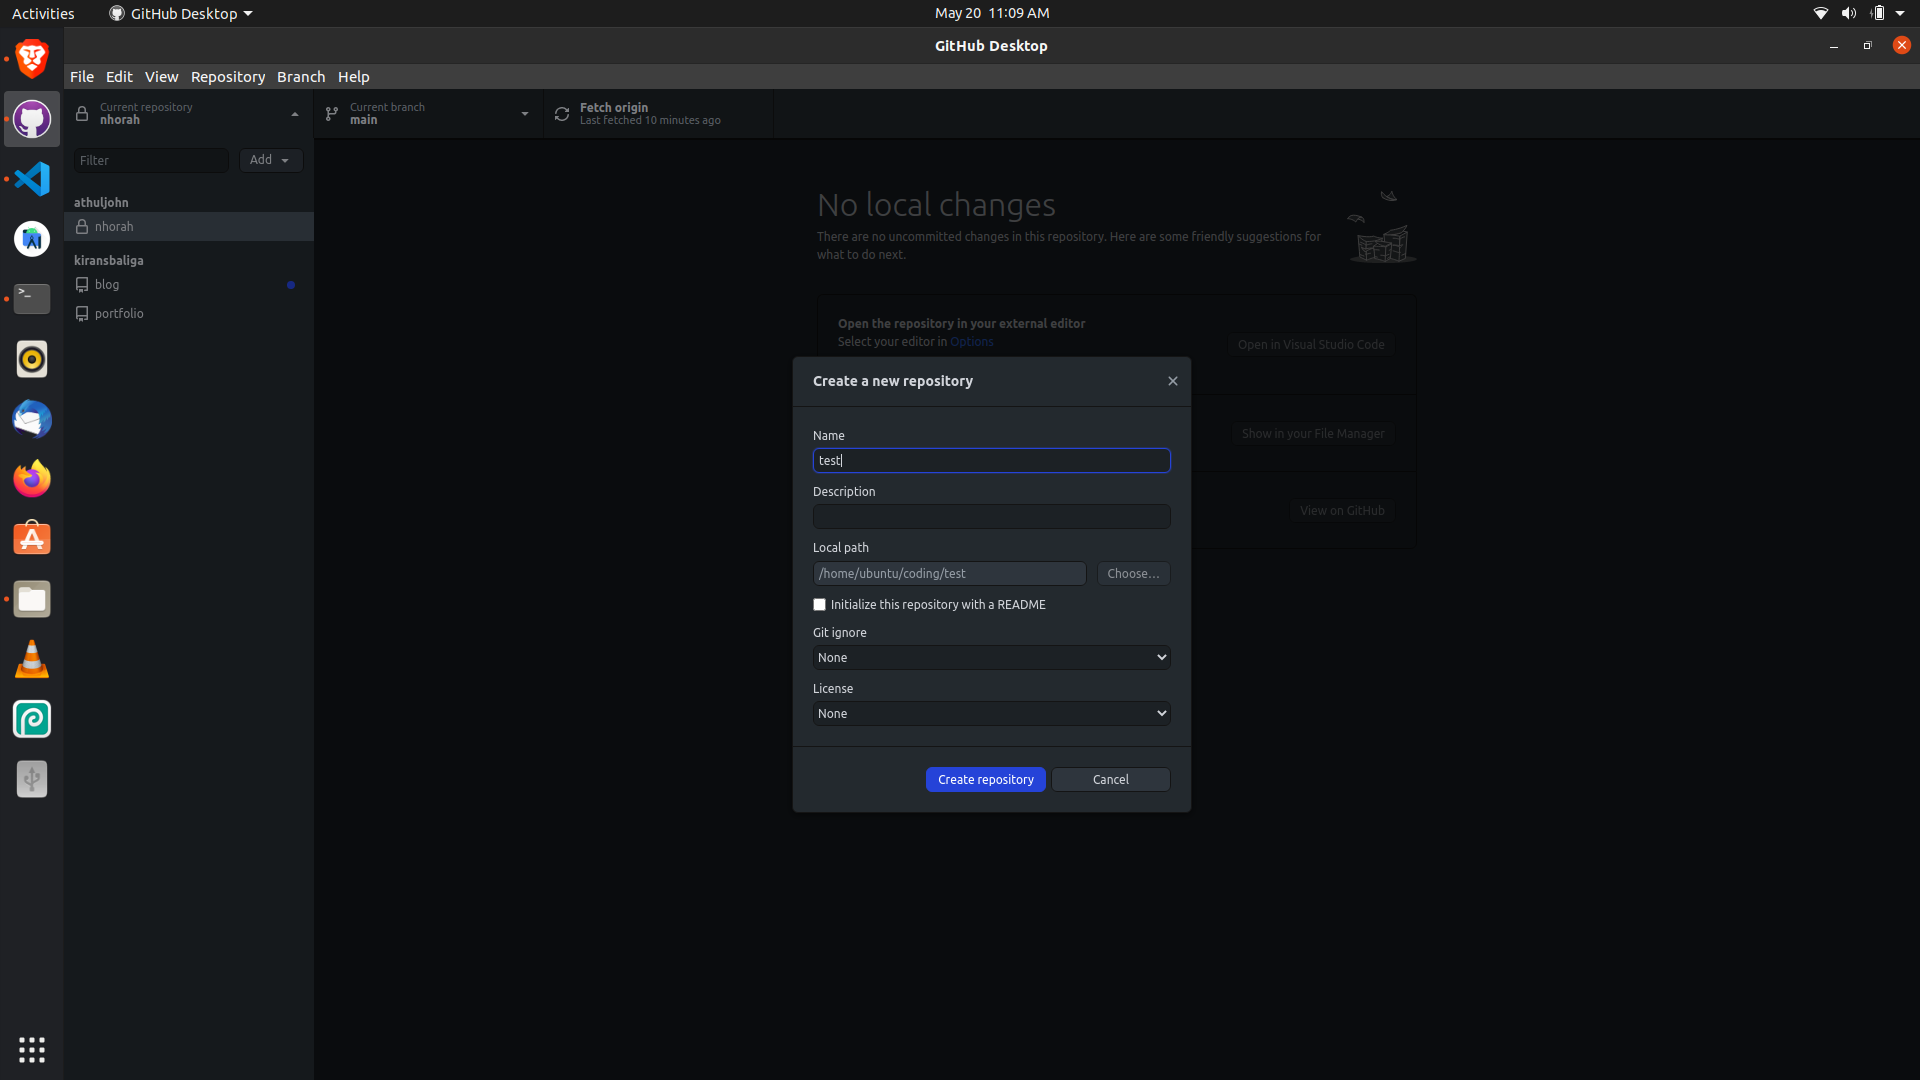 Activities
GitHub Desktop
May 20 11:09 AM
GitHub Desktop
File Edit View Repository Branch Help
Current repository
nhorah
Current branch
main
Fetch origin
Last fetched 10 minutes ago
Filter
Add
athuljohn
nhorah
kiransbaliga
blog
portfolio
No local changes
There are no uncommitted changes in this repository. Here are some friendly suggestions for
what to do next.
Open the repository in your external editor
Select your editor in Options
Open in Visual Studio Code
Show in your File Manager
View on GitHub
Create a new repository
Name
test
Description
Local path
/home/ubuntu/coding/test
Choose...
Initialize this repository with a README
Git ignore
None
License
None
Create repository
Cancel